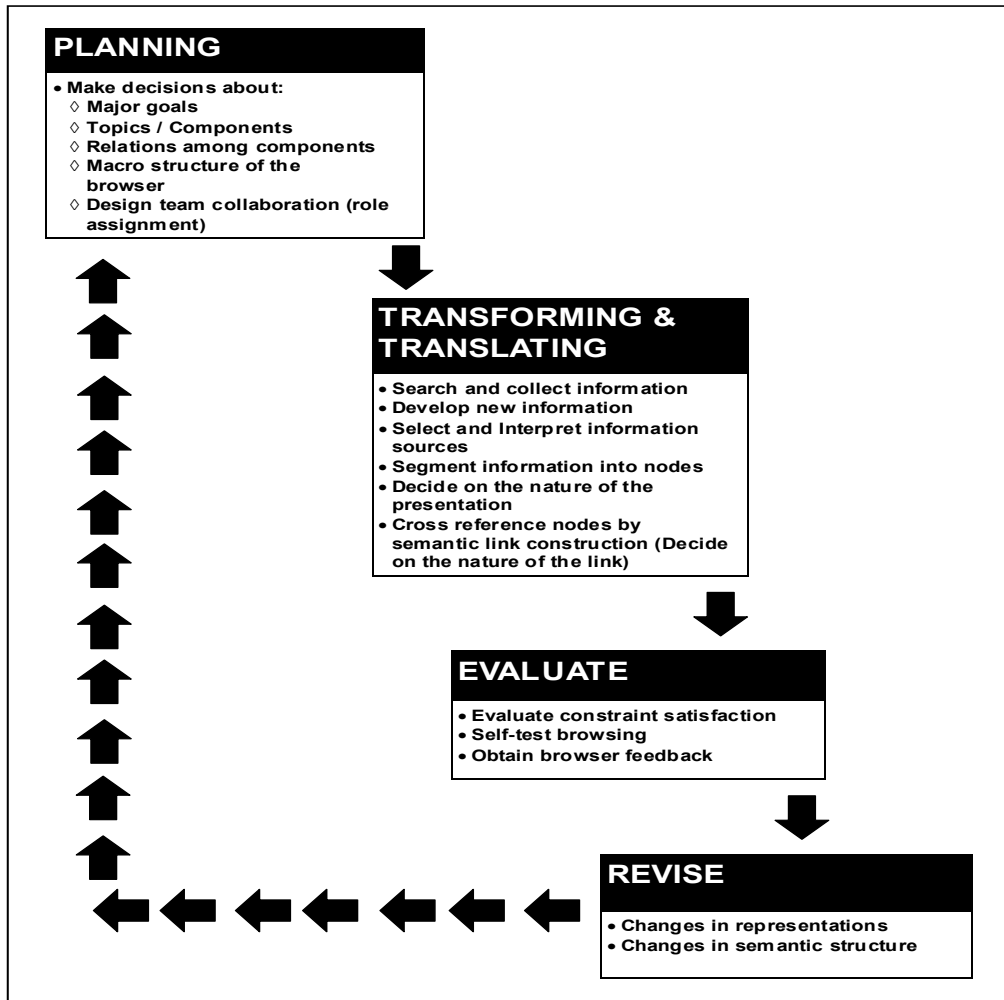 PLANNING
• Make decisions about:
◊ Major goals
◊ Topics / Components
◊ Relations among components
◊ Macro structure of the
browser
◊ Design team collaboration (role
assignment)
TRANSFORMING &
TRANSLATING
• Search and collect information
• Develop new information
• Select and Interpret information
sources
• Segment information into nodes
• Decide on the nature of the
presentation
• Cross reference nodes by
semantic link construction (Decide
on the nature of the link)
EVALUATE
• Evaluate constraint satisfaction
• Self-test browsing
• Obtain browser feedback
REVISE
• Changes in representations
• Changes in semantic structure